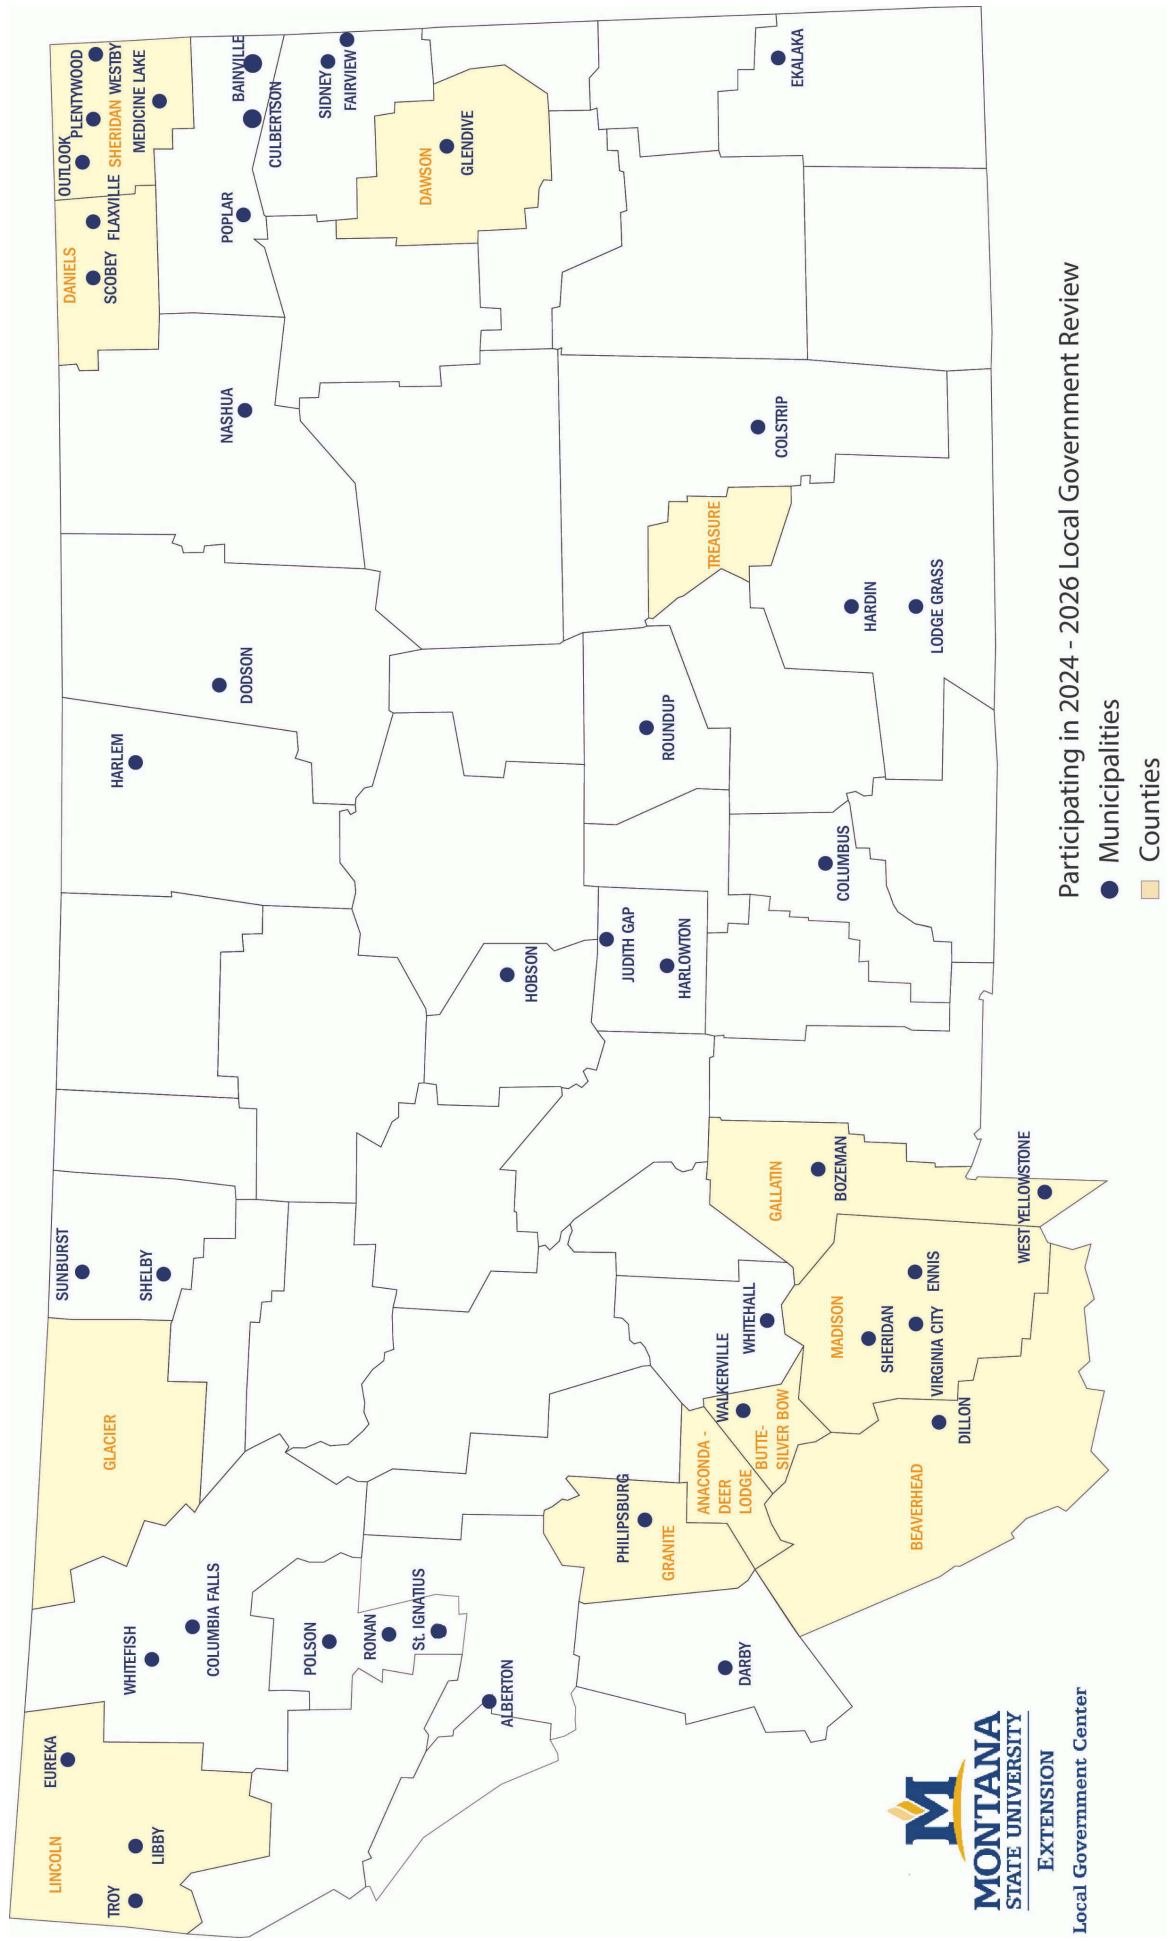 EUREKA
LINCOLN
TROY
LIBBY
WHITEFISH
COLUMBIA FALLS
GLACIER
SUNBURST
SHELBY
HARLEM
DODSON
NASHUA
DANIELS
SCOBEY
FLAXVILLE
OUTLOOK
PLENTYWOOD
SHERIDAN
WESTBY
MEDICINE LAKE
POPLAR
BAINVILLE
CULBERTSON
SIDNEY
FAIRVIEW
DAWSON
GLENDIVE
POLSON
RONAN
St. IGNATIUS
ALBERTON
HOBSON
JUDITH GAP
HARLOWTON
ROUNDUP
TREASURE
COLSTRIP
EKALAKA
PHILIPSBURG
GRANITE
DARBY
ANACONDA -
DEER
LODGE
WALKERVILLE
BUTTE-
SILVER BOW
WHITEHALL
GALLATIN
BOZEMAN
COLUMBUS
HARDIN
LODGE GRASS
MADISON
SHERIDAN
ENNIS
VIRGINIA CITY
DILLON
BEAVERHEAD
WEST YELLOWSTONE
M
MONTANA
STATE UNIVERSITY
EXTENSION
Local Government Center
Participating in 2024 - 2026 Local Government Review
Municipalities
Counties